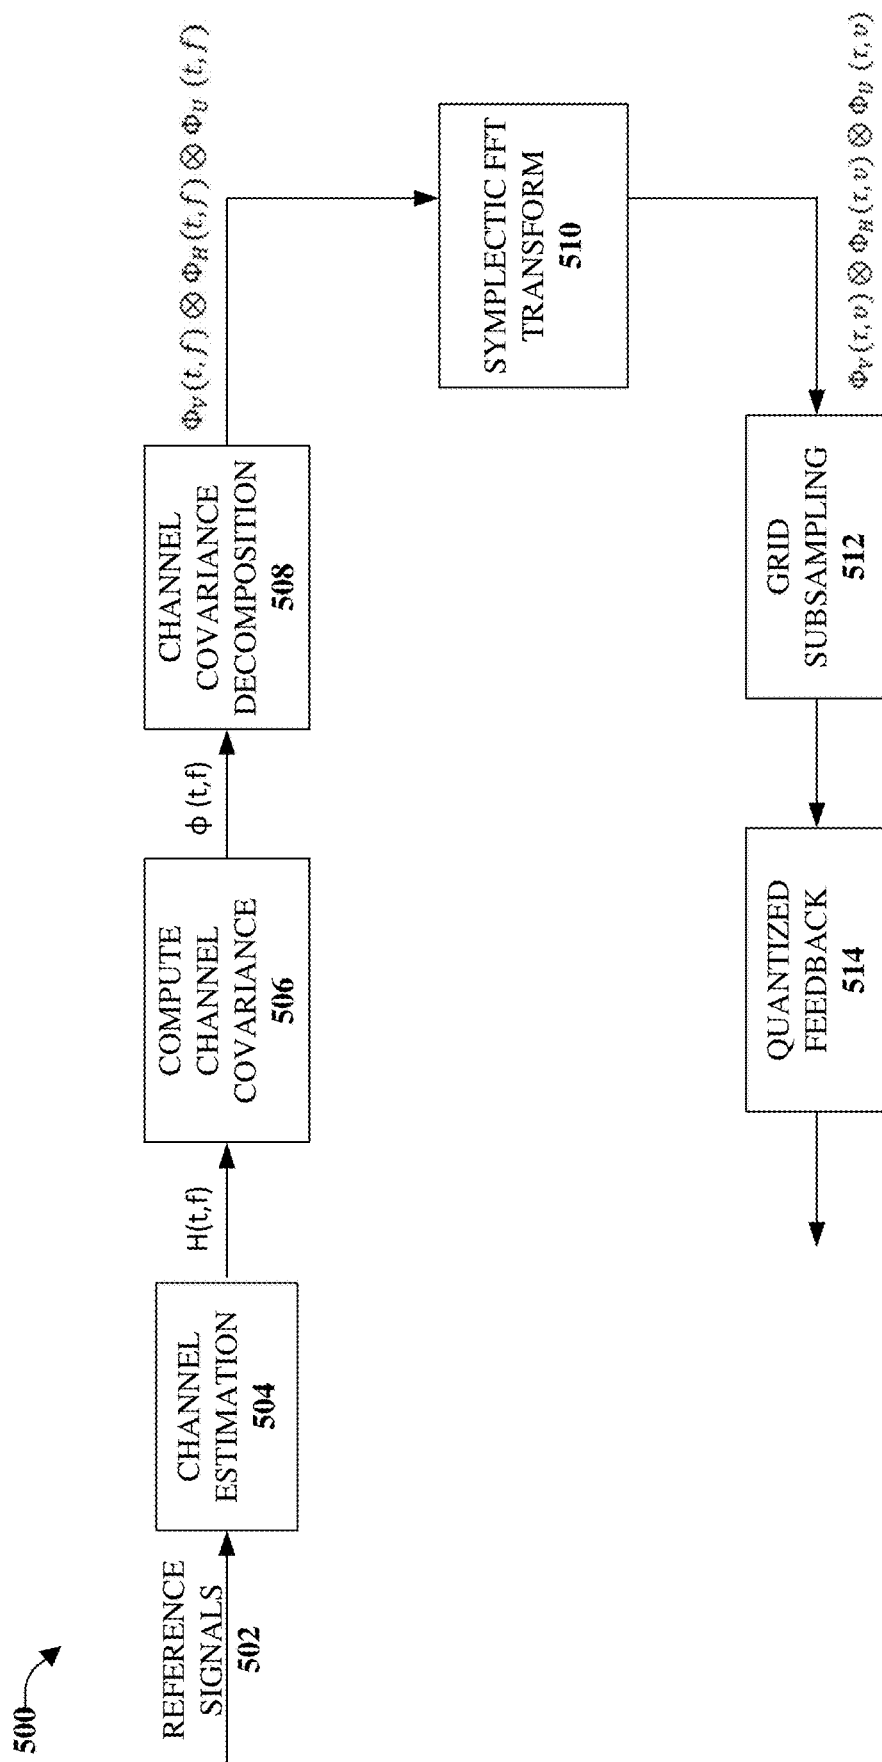 500
REFERENCE
SIGNALS
502
CHANNEL
ESTIMATION
504
H(t,f)
COMPUTE
CHANNEL
COVARIANCE
506
ϕ (t,f)
CHANNEL
COVARIANCE
DECOMPOSITION
508
Φ_V(t,f) ⊗ Φ_H(t,f) ⊗ Φ_U (t,f)
SYMPLECTIC FFT
TRANSFORM
510
Φ_V(τ,υ) ⊗ Φ_H(τ,υ) ⊗ Φ_U (τ,υ)
GRID
SUBSAMPLING
512
QUANTIZED
FEEDBACK
514